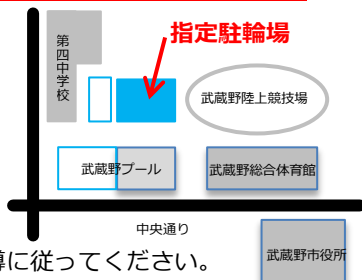 指定駐輪場
第四中学校
武蔵野陸上競技場
武蔵野プール
武蔵野総合体育館
中央通り
に従ってください。
武蔵野市役所